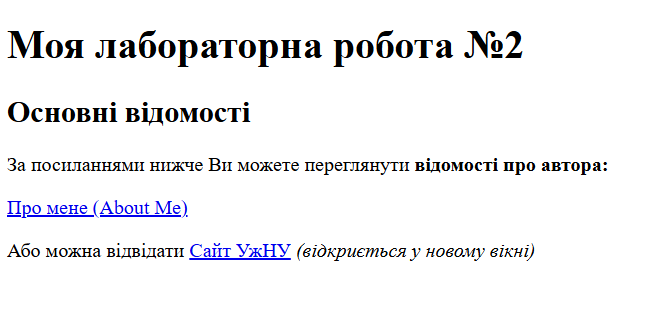 Моя лабораторна робота №2
Основні відомості
За посиланнями нижче Ви можете переглянути відомості про автора:
Про мене (About Me)
Або можна відвідати Сайт УжНУ (відкриється у новому вікні)